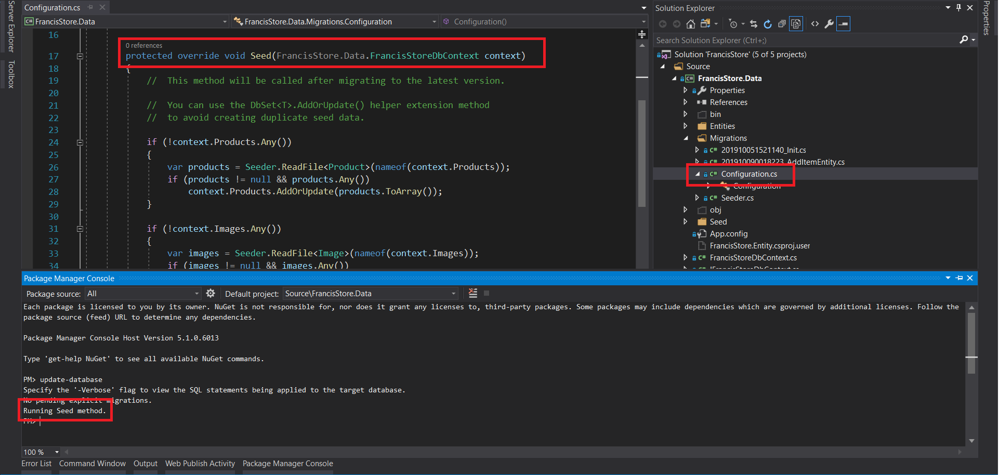 Server Explorer
Toolbox
Configuration.cs
FrancisStore.Data
FrancisStore.Data.Migrations.Configuration
Configuration()
16
0 references
17 protected override void Seed(FrancisStore.Data.FrancisStoreDbContext context)
18 {
19 // This method will be called after migrating to the latest version.
20
21 // You can use the DbSet<T>.AddOrUpdate() helper extension method
22 // to avoid creating duplicate seed data.
23
24 if (!context.Products.Any())
25 {
26 var products = Seeder.ReadFile<Product>(nameof(context.Products));
27 if (products != null && products.Any())
28 context.Products.AddOrUpdate(products.ToArray());
29 }
30
31 if (!context.Images.Any())
32 {
33 var images = Seeder.ReadFile<Image>(nameof(context.Images));
34 if (images != null && images.Any())
Solution Explorer
Search Solution Explorer (Ctrl+;)
Solution 'FrancisStore' (5 of 5 projects)
Source
C# FrancisStore.Data
Properties
References
bin
Entities
Migrations
C# 201910051521140_Init.cs
C# 201910090018223_AddItemEntity.cs
C# Configuration.cs
Configuration
C# Seeder.cs
obj
Seed
App.config
FrancisStore.Entity.csproj.user
C# FrancisStoreDbContext.cs
C# IFrancisStoreDbContext.cs
Properties
Package Manager Console
Package source: All
Default project: Source\FrancisStore.Data
Each package is licensed to you by its owner. NuGet is not responsible for, nor does it grant any licenses to, third-party packages. Some packages may include dependencies which are governed by additional licenses. Follow the
package source (feed) URL to determine any dependencies.
Package Manager Console Host Version 5.1.0.6013
Type 'get-help NuGet' to see all available NuGet commands.
PM> update-database
Specify the '-Verbose' flag to view the SQL statements being applied to the target database.
No pending explicit migrations.
Running Seed method.
PM>
100 %
Error List
Command Window
Output
Web Publish Activity
Package Manager Console